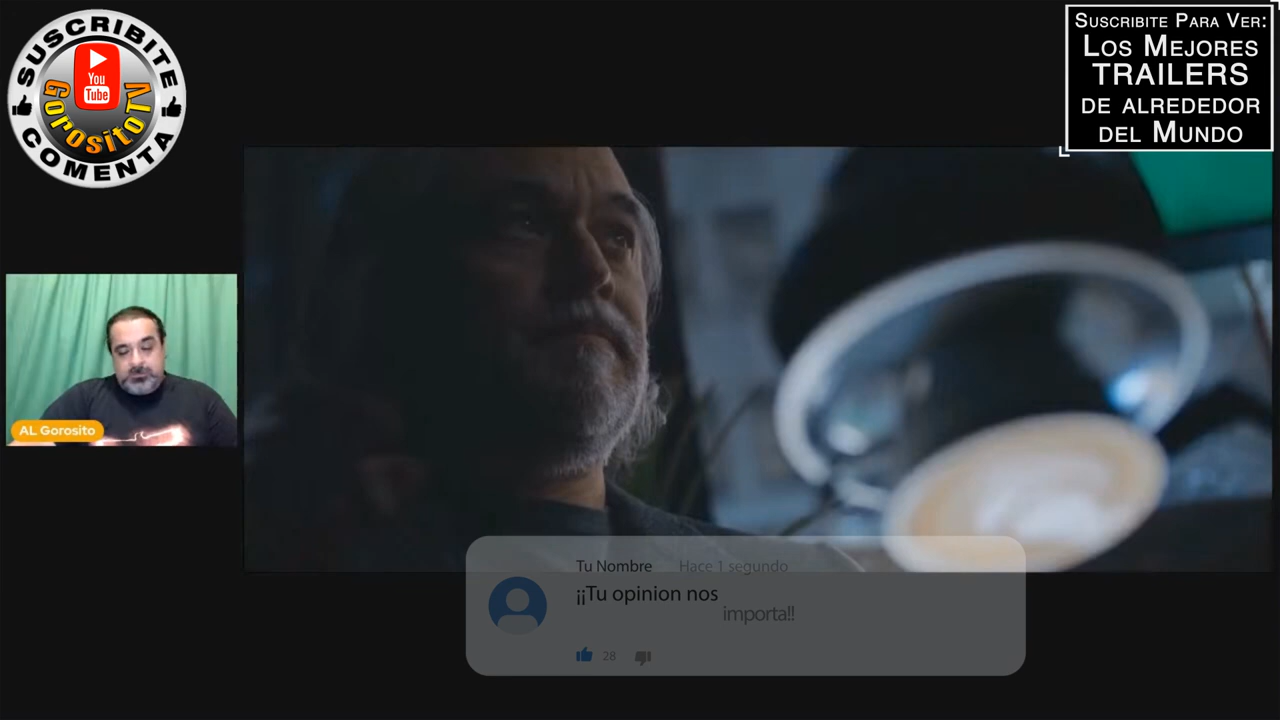 SUSCRIBITE
You
Tube
GorositoTV
COMENTA
SUSCRIBITE PARA VER:
LOS MEJORES
TRAILERS
DE ALREDEDOR
DEL MUNDO
AL Gorosito
Tu Nombre Hace 1 segundo
¡¡Tu opinion nos
importa!!
28